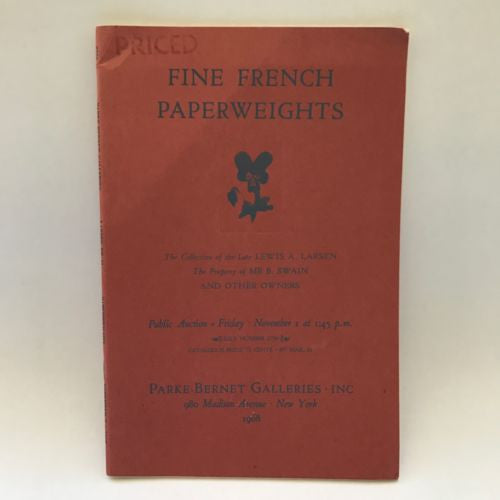 PRICED
FINE FRENCH
PAPERWEIGHTS
The Collection of the Late LEWIS A. LARSEN
The Property of MR B. SWAIN
AND OTHER OWNERS
Public Auction · Friday · November 1 at 1:45 p.m.
PARKE-BERNET GALLERIES · INC
980 Madison Avenue · New York
1968